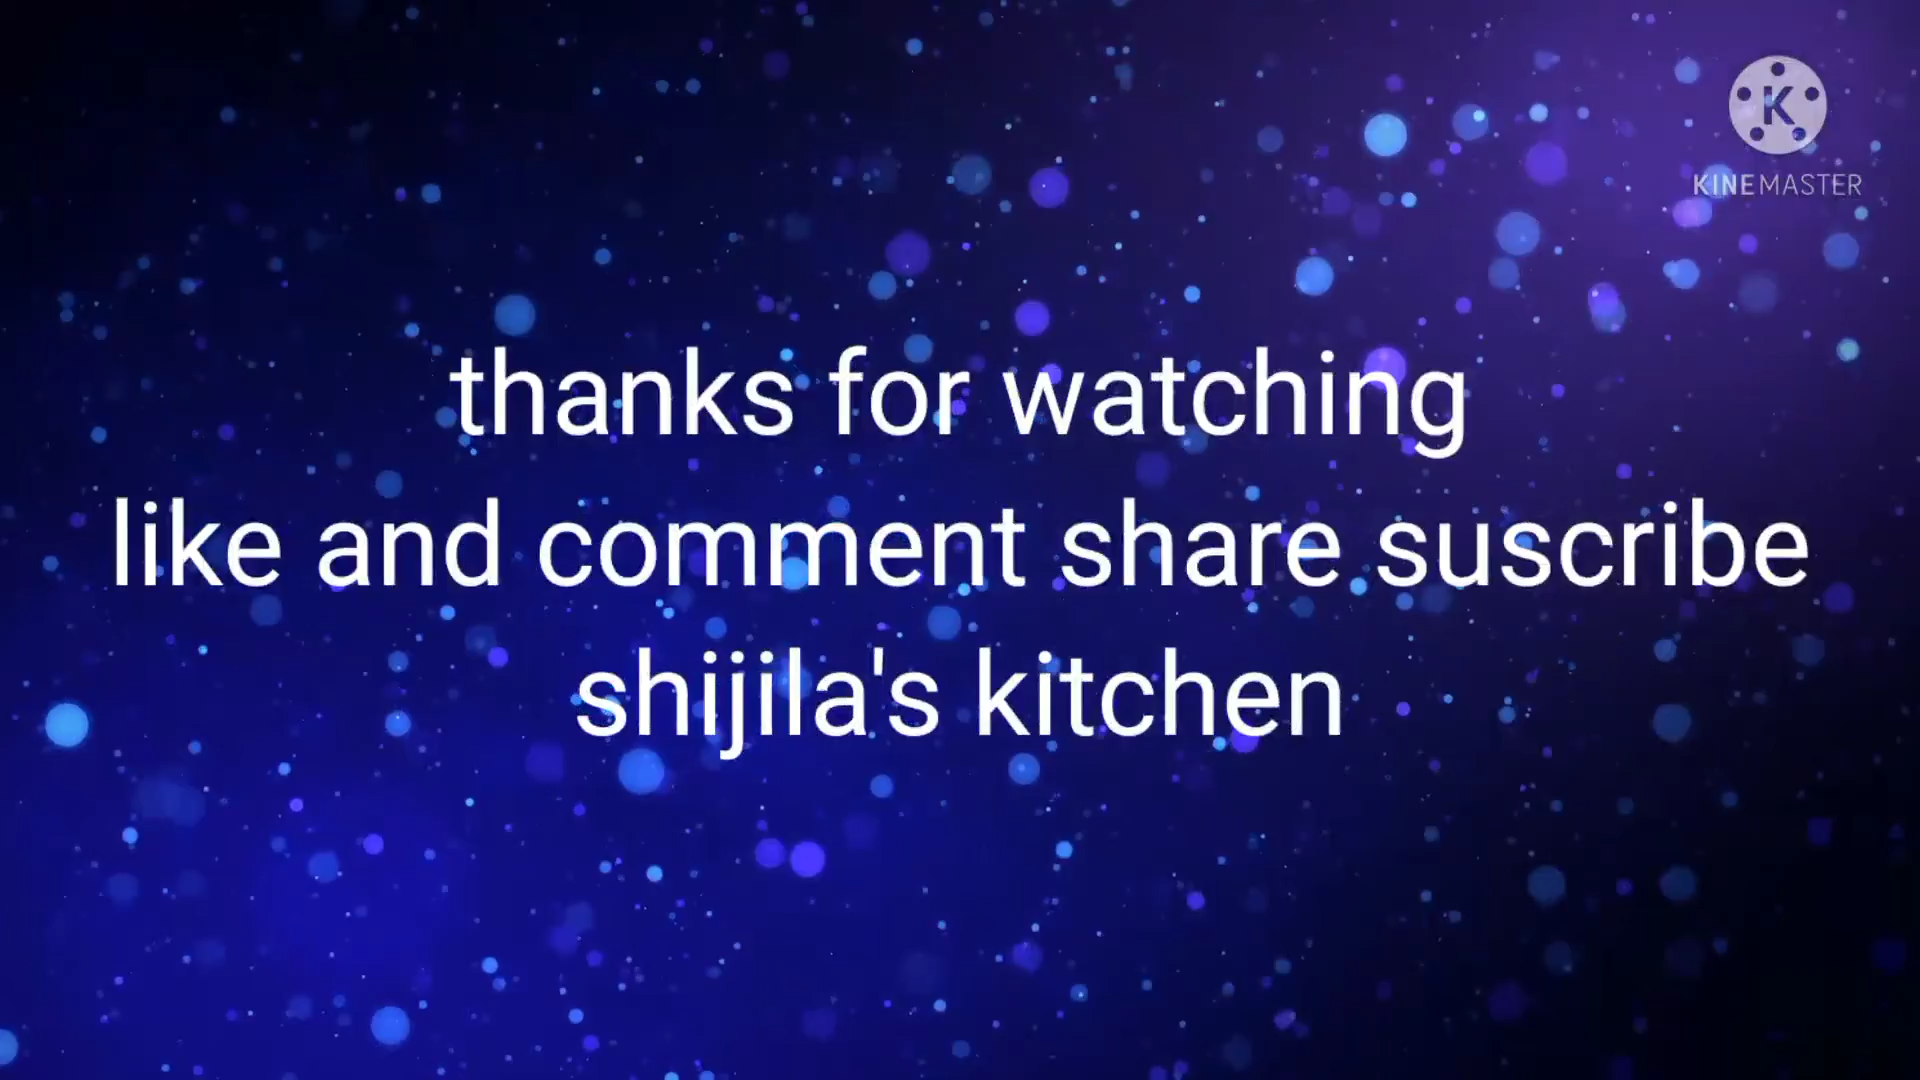 K
KINEMASTER
thanks for watching
like and comment share suscribe
shijila's kitchen